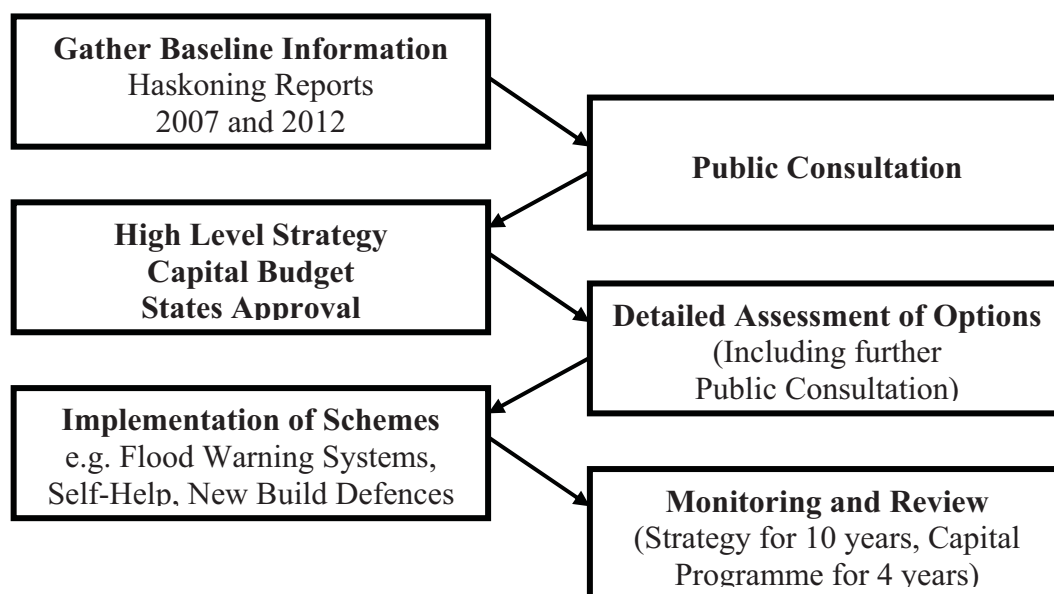 Gather Baseline Information
Haskoning Reports
2007 and 2012
Public Consultation
High Level Strategy
Capital Budget
States Approval
Detailed Assessment of Options
(Including further
Public Consultation)
Implementation of Schemes
e.g. Flood Warning Systems,
Self-Help, New Build Defences
Monitoring and Review
(Strategy for 10 years, Capital
Programme for 4 years)